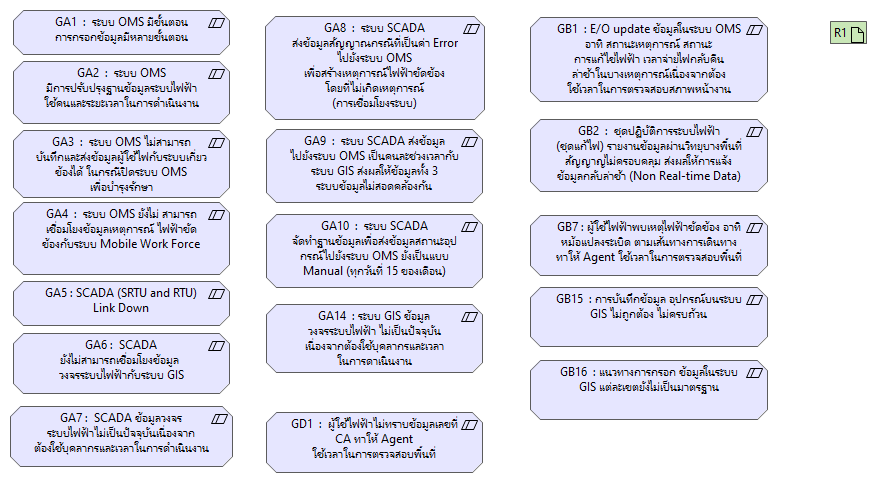 GA1 : ระบบ OMS มีขั้นตอน
การกรอกข้อมูลมีหลายขั้นตอน
GA2 : ระบบ OMS
มีการปรับปรุงฐานข้อมูลระบบไฟฟ้า
ใช้คนและระยะเวลาในการดำเนินงาน
GA3 : ระบบ OMS ไม่สามารถ
บันทึกและส่งข้อมูลผู้ใช้ไฟกับระบบเกี่ยว
ข้องได้ ในกรณีปิดระบบ OMS
เพื่อบำรุงรักษา
GA4 : ระบบ OMS ยังไม่ สามารถ
เชื่อมโยงข้อมูลเหตุการณ์ ไฟฟ้าขัด
ข้องกับระบบ Mobile Work Force
GA5 : SCADA (SRTU and RTU)
Link Down
GA6 : SCADA
ยังไม่สามารถเชื่อมโยงข้อมูล
วงจรระบบไฟฟ้ากับระบบ GIS
GA7 : SCADA ข้อมูลวงจร
ระบบไฟฟ้าไม่เป็นปัจจุบันเนื่องจาก
ต้องใช้บุคลากรและเวลาในการดำเนินงาน
GA8 : ระบบ SCADA
ส่งข้อมูลสัญญาณกรณีที่เป็นค่า Error
ไปยังระบบ OMS
เพื่อสร้างเหตุการณ์ไฟฟ้าขัดข้อง
โดยที่ไม่เกิดเหตุการณ์
(การเชื่อมโยงระบบ)
GA9 : ระบบ SCADA ส่งข้อมูล
ไปยังระบบ OMS เป็นคนละช่วงเวลากับ
ระบบ GIS ส่งผลให้ข้อมูลทั้ง 3
ระบบข้อมูลไม่สอดคล้องกัน
GA10 : ระบบ SCADA
จัดทำฐานข้อมูลเพื่อส่งข้อมูลสถานะอุป
กรณ์ไปยังระบบ OMS ยังเป็นแบบ
Manual (ทุกวันที่ 15 ของเดือน)
GA14 : ระบบ GIS ข้อมูล
วงจรระบบไฟฟ้า ไม่เป็นปัจจุบัน
เนื่องจากต้องใช้บุคลากรและเวลา
ในการดาเนินงาน
GD1 : ผู้ใช้ไฟฟ้าไม่ทราบข้อมูลเลขที่
CA ทาให้ Agent
ใช้เวลาในการตรวจสอบพื้นที่
GB1 : E/O update ข้อมูลในระบบ OMS
อาทิ สถานะเหตุการณ์ สถานะ
การแก้ไขไฟฟ้า เวลาจ่ายไฟกลับคืน
ล่าช้าในบางเหตุการณ์เนื่องจากต้อง
ใช้เวลาในการตรวจสอบสภาพหน้างาน
GB2 : ชุดปฏิบัติการระบบไฟฟ้า
(ชุดแก้ไฟ) รายงานข้อมูลผ่านวิทยุบางพื้นที่
สัญญาญไม่ครอบคลุม ส่งผลให้การแจ้ง
ข้อมูลกลับล่าช้า (Non Real-time Data)
GB7 : ผู้ใช้ไฟฟ้าพบเหตุไฟฟ้าขัดข้อง อาทิ
หม้อแปลงระเบิด ตามเส้นทางการเดินทาง
ทาให้ Agent ใช้เวลาในการตรวจสอบพื้นที่
GB15 : การบันทึกข้อมูล อุปกรณ์บนระบบ
GIS ไม่ถูกต้อง ไม่ครบถ้วน
GB16 : แนวทางการกรอก ข้อมูลในระบบ
GIS แต่ละเขตยังไม่เป็นมาตรฐาน
R1